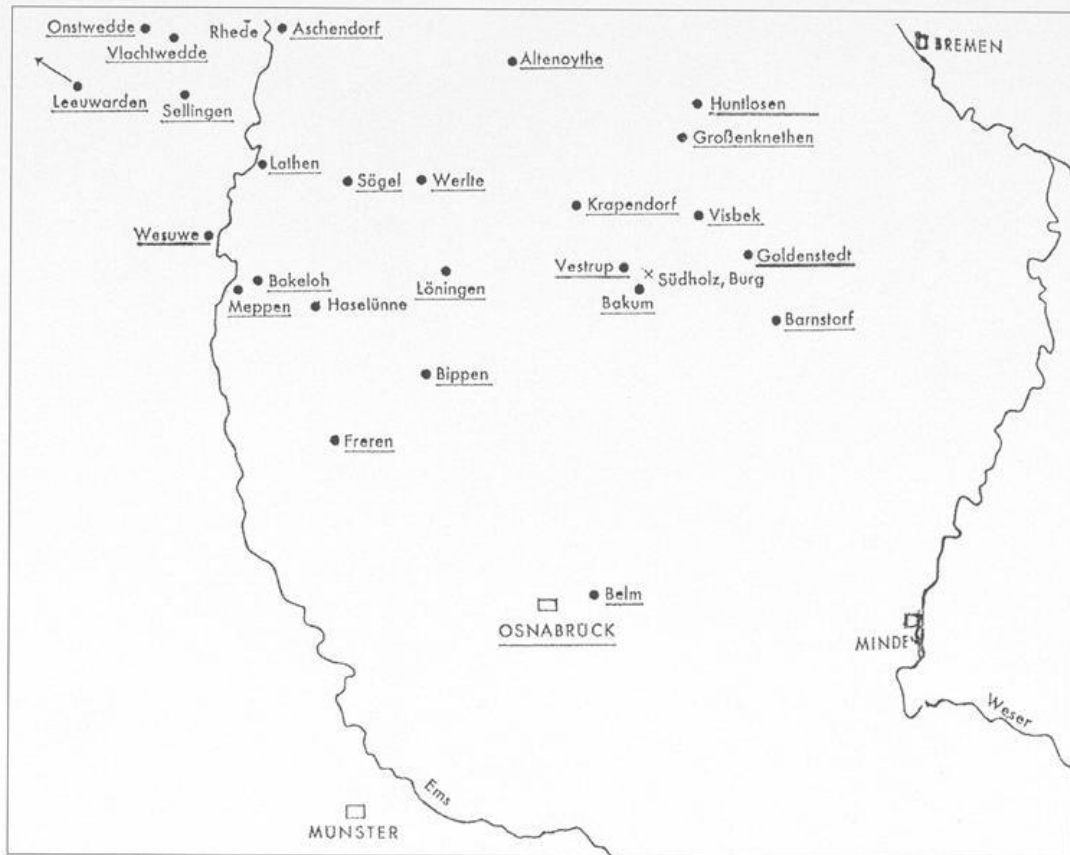 Onstwedde
Rhede
Aschendorf
BREMEN
Vlachtwedde
Altenoythe
Leeuwarden
Sellingen
Huntlosen
Großenknethen
Lathen
Sögel
Werlte
Krapendorf
Visbek
Wesuwe
Goldenstedt
Vestrup
Südholz, Burg
Bokeloh
Löningen
Meppen
Haselünne
Bakum
Barnstorf
Bippen
Freren
Belm
OSNABRÜCK
MINDEN
Weser
Ems
MÜNSTER